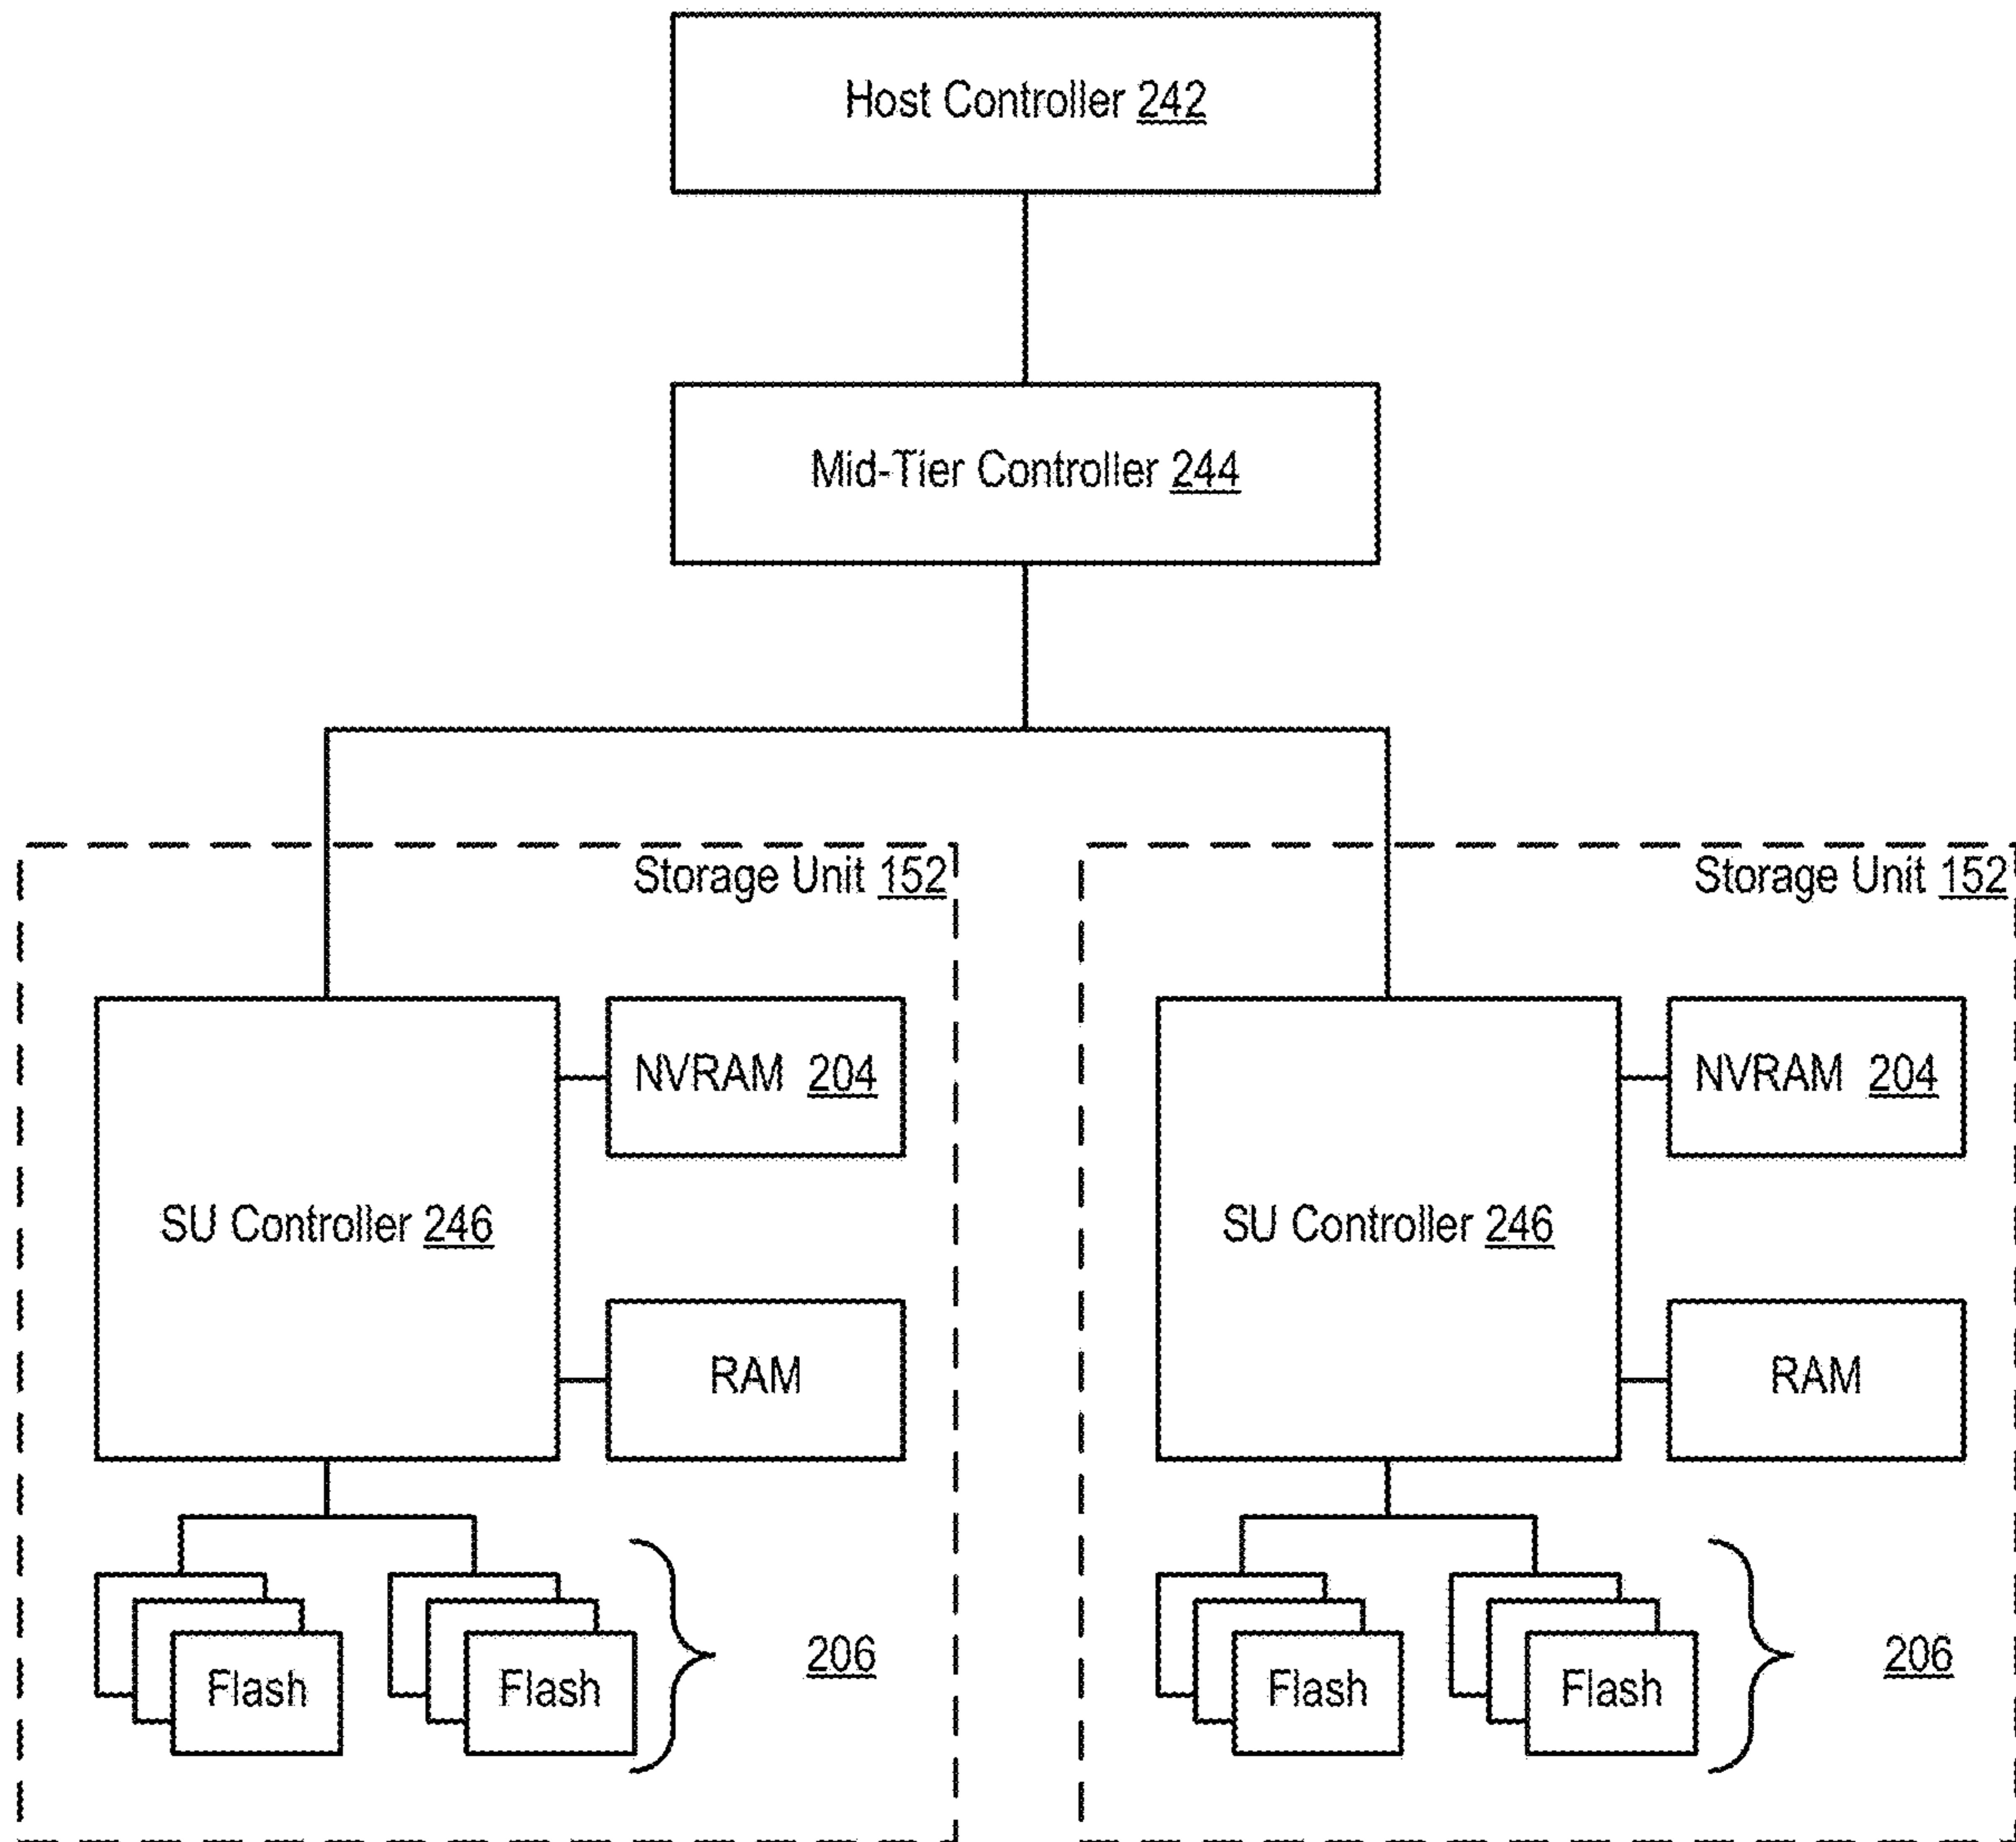 Host Controller 242
Mid-Tier Controller 244
Storage Unit 152
SU Controller 246
NVRAM 204
RAM
Flash
Flash
206
Storage Unit 152
SU Controller 246
NVRAM 204
RAM
Flash
Flash
206